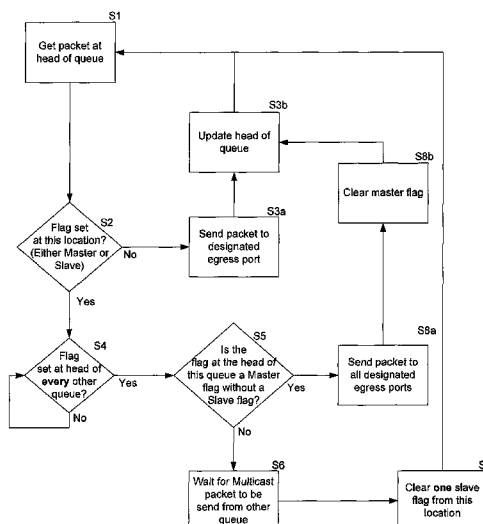 S1
Get packet at
head of queue
S3b
Update head of
queue
S8b
Clear master flag
S2
Flag set
at this location?
(Either Master or
Slave)
No
S3a
Send packet to
designated
egress port
Yes
S4
Flag
set at head of
every other
queue?
Yes
No
S5
Is the
flag at the head of
this queue a Master
flag without a
Slave flag?
Yes
No
S8a
Send packet to
all designated
egress ports
S6
Wait for Multicast
packet to be
send from other
queue
S
Clear one slave
flag from this
location